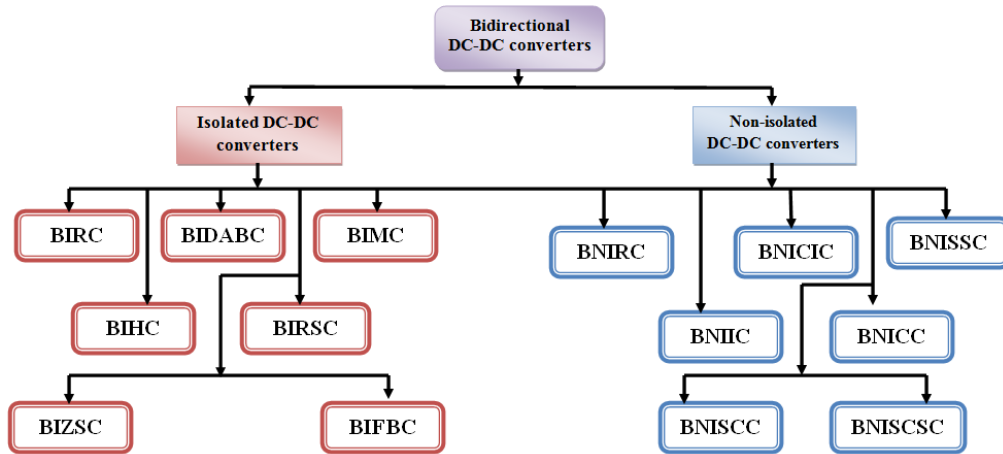 Bidirectional
DC-DC converters
Isolated DC-DC
converters
Non-isolated
DC-DC converters
BIRC
BIDABC
BIMC
BNIRC
BNICIC
BNISSC
BIHC
BIRSC
BNIIC
BNICC
BIZSC
BIFBC
BNISCC
BNISCSC